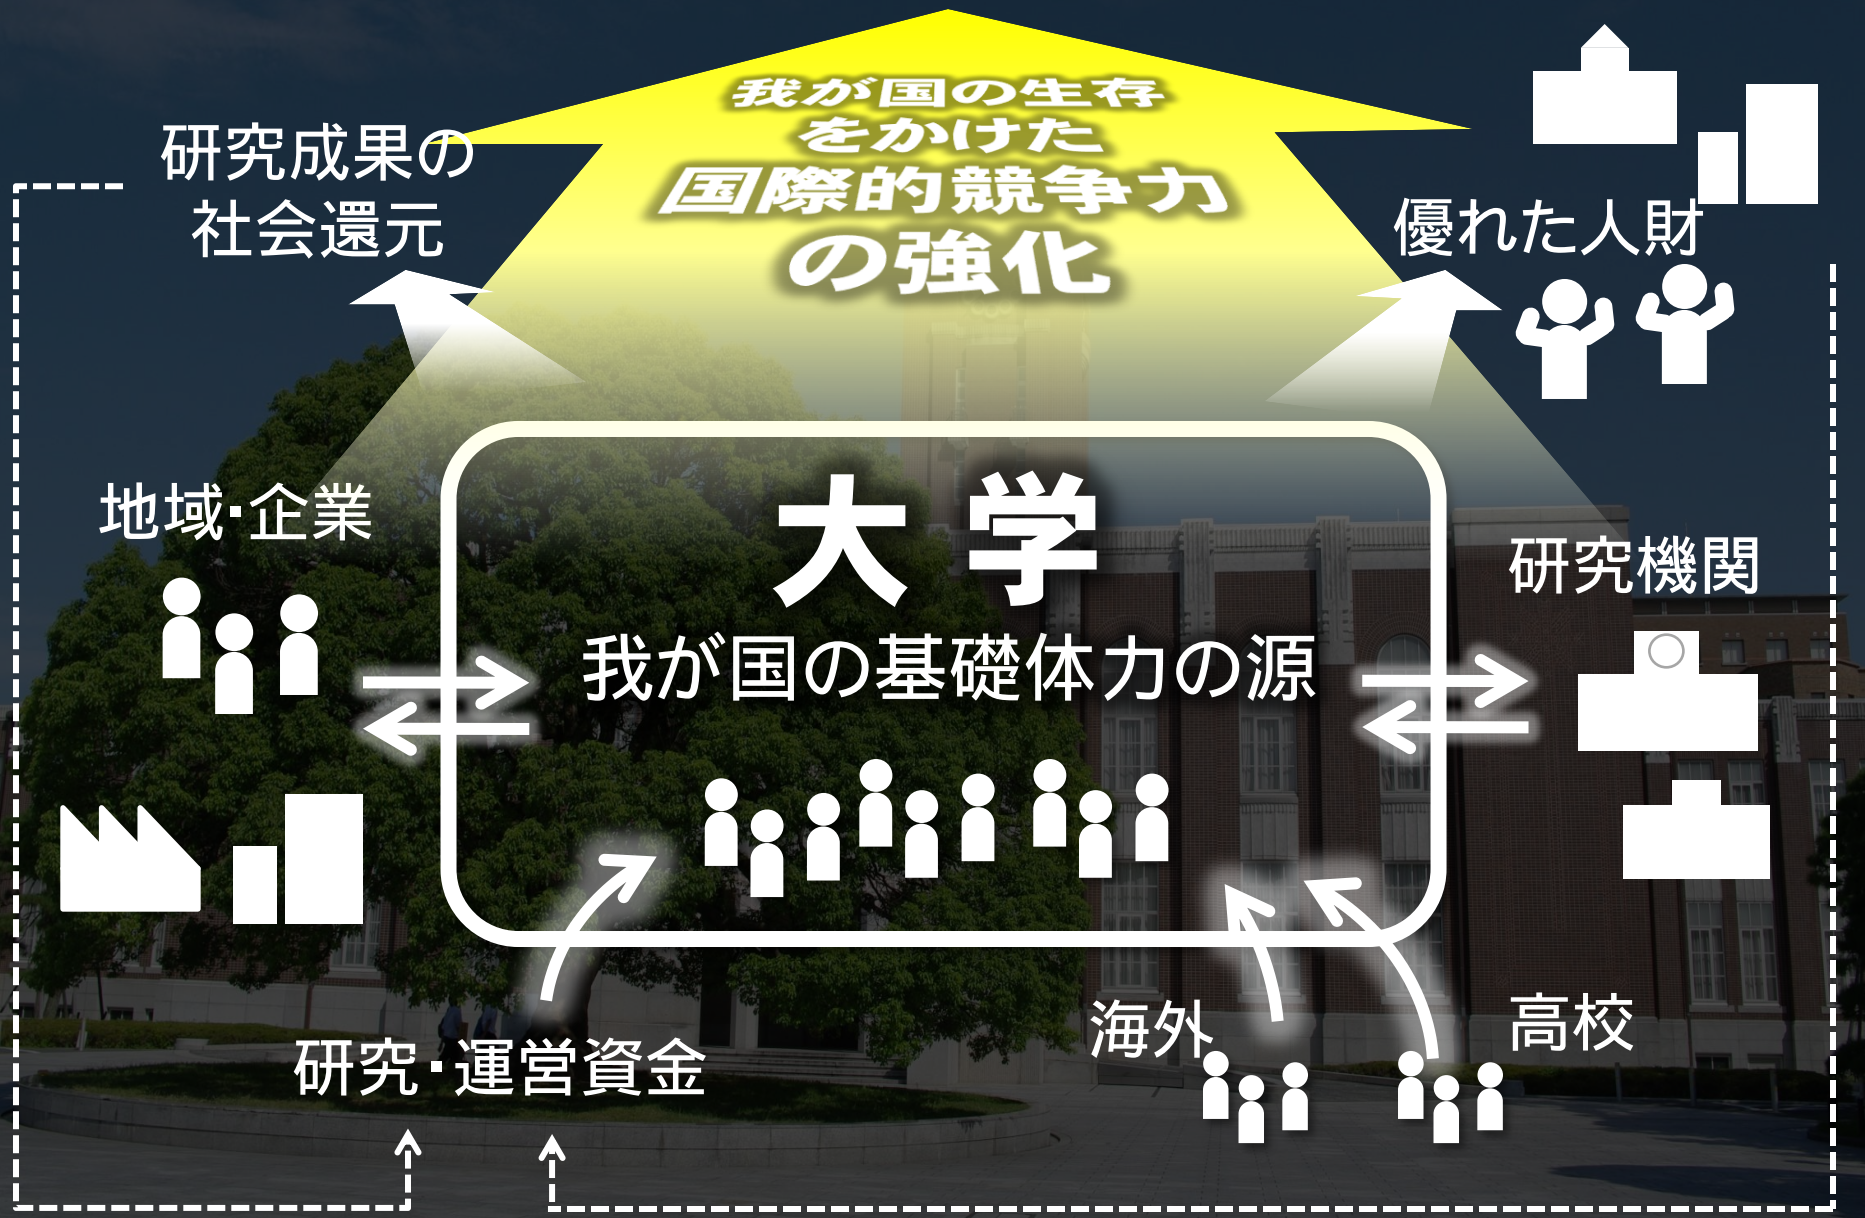 我が国の生存
をかけた
国際的競争力
の強化
研究成果の
社会還元
優れた人財
地域・企業
大学
我が国の基礎体力の源
研究機関
海外
高校
研究・運営資金